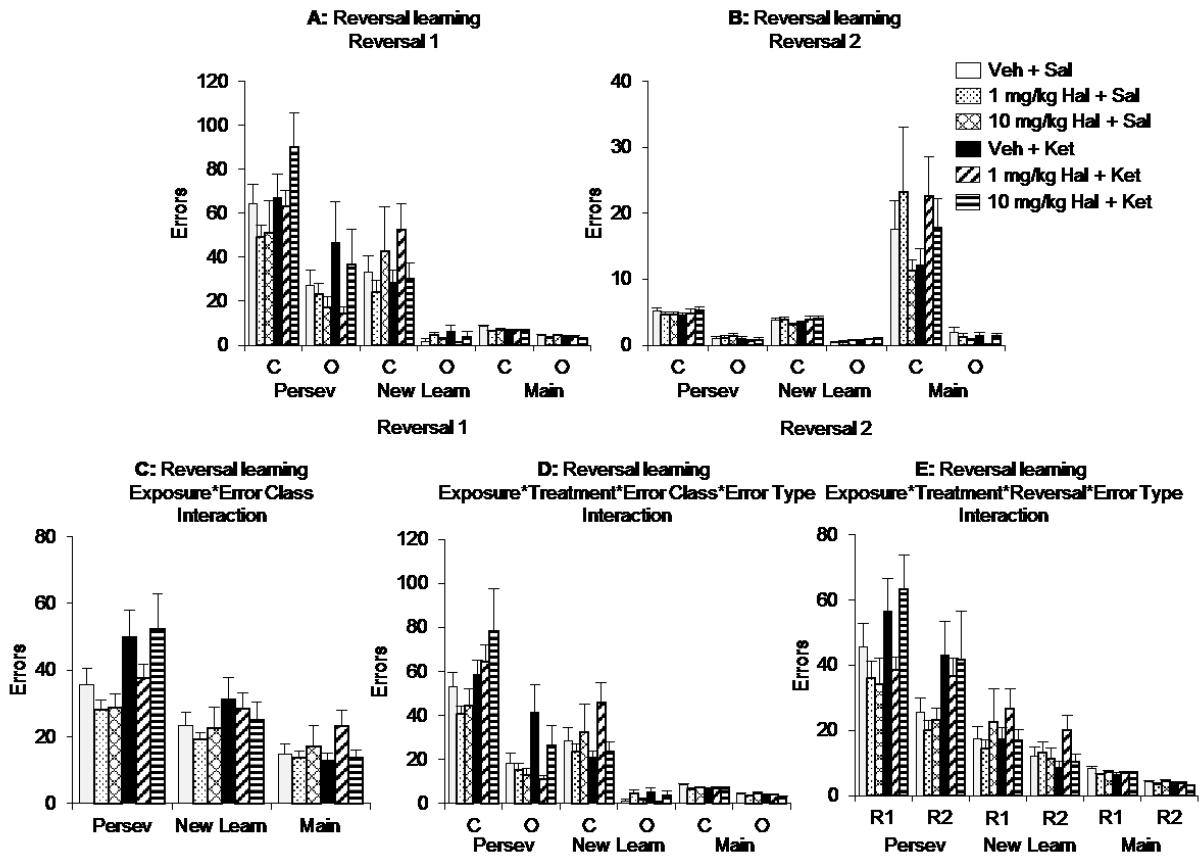 A: Reversal learning
Reversal 1
Errors
120
100
80
60
40
20
0
C O C O C O
Persev New Learn Main
Reversal 1
B: Reversal learning
Reversal 2
Errors
40
30
20
10
0
C O C O C O
Persev New Learn Main
Reversal 2
Veh + Sal
1 mg/kg Hal + Sal
10 mg/kg Hal + Sal
Veh + Ket
1 mg/kg Hal + Ket
10 mg/kg Hal + Ket
C: Reversal learning
Exposure*Error Class
Interaction
Errors
80
60
40
20
0
Persev New Learn Main
D: Reversal learning
Exposure*Treatment*Error Class*Error Type
Interaction
Errors
120
100
80
60
40
20
0
C O C O C O
Persev New Learn Main
E: Reversal learning
Exposure*Treatment*Reversal*Error Type
Interaction
Errors
80
60
40
20
0
R1 R2 R1 R2 R1 R2
Persev New Learn Main